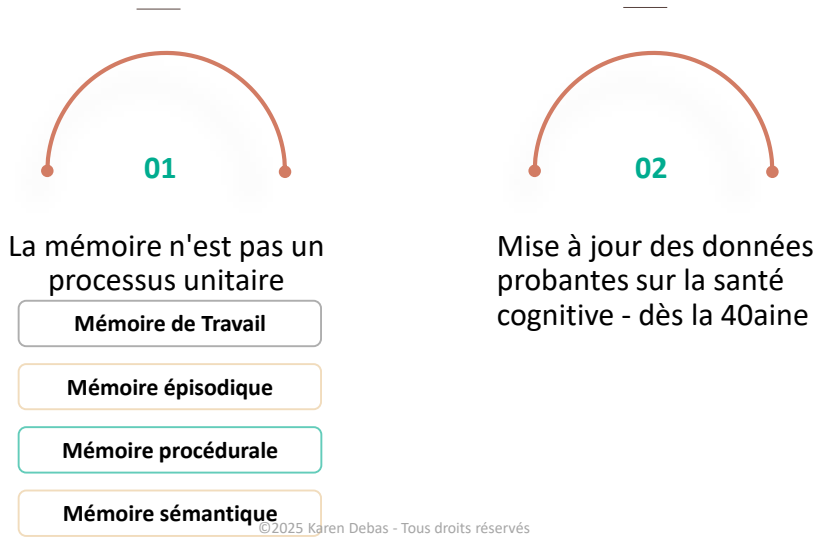 01
La mémoire n'est pas un
processus unitaire
Mémoire de Travail
Mémoire épisodique
Mémoire procédurale
Mémoire sémantique
02
Mise à jour des données
probantes sur la santé
cognitive - dès la 40aine
©2025 Karen Debas - Tous droits réservés